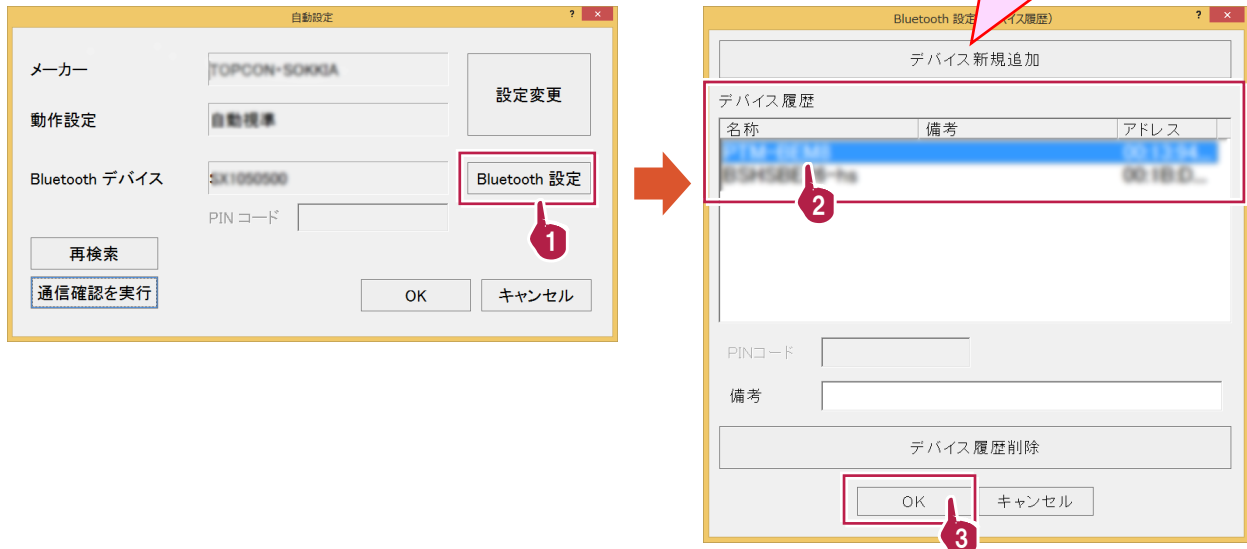 自動設定
?
×
メーカー
TOPCON-SOKKIA
設定変更
動作設定
自動視準
Bluetooth デバイス
SX1050500
Bluetooth 設定
1
PIN コード
再検索
通信確認を実行
OK
キャンセル
Bluetooth 設定
イス履歴)
?
×
デバイス新規追加
デバイス履歴
名称
備考
アドレス
2
PINコード
備考
デバイス履歴削除
OK
キャンセル
3